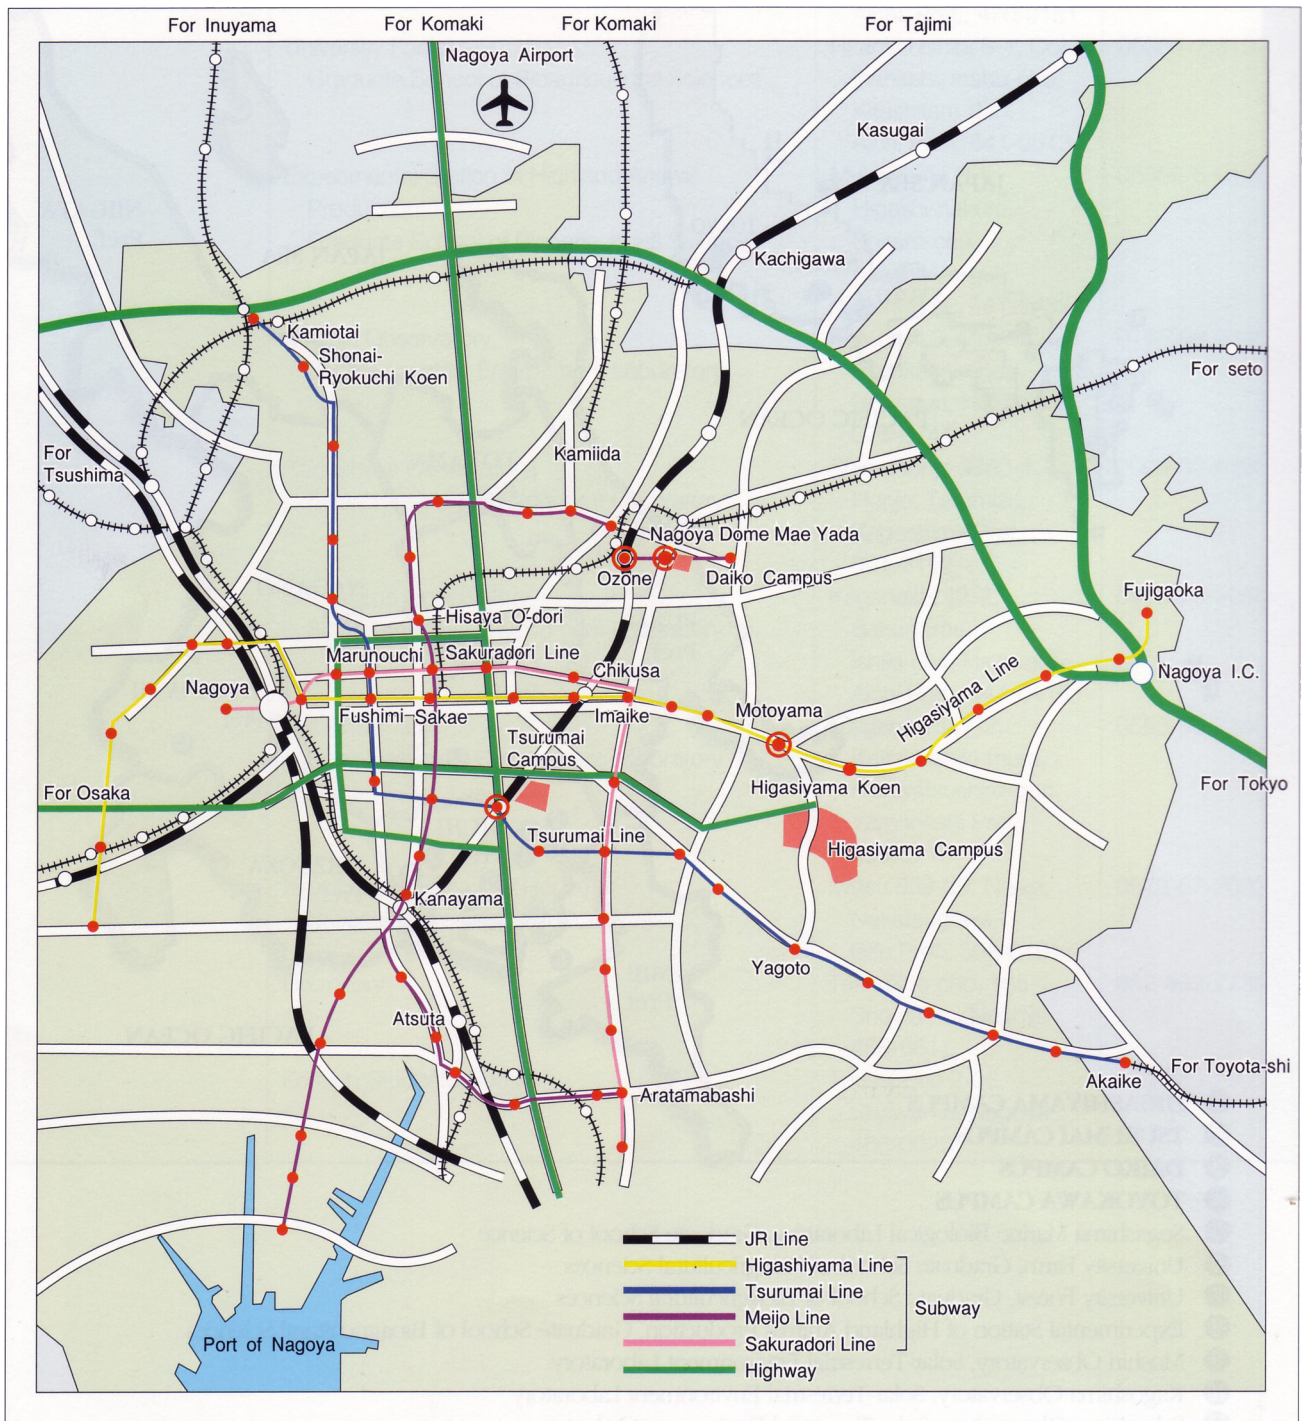 For Inuyama
For Komaki
For Komaki
For Tajimi
Nagoya Airport
Kasugai
Kachigawa
Kamiotai
Shonai-
Ryokuchi Koen
For seto
For
Tsushima
Kamiida
Nagoya Dome Mae Yada
Ozone
Daiko Campus
Fujigaoka
Hisaya O-dori
Marunouchi
Sakuradori Line
Chikusa
Higasiyama Line
Nagoya I.C.
Nagoya
Fushimi
Sakae
Imaike
Motoyama
Tsurumai
Campus
For Osaka
Higasiyama Koen
For Tokyo
Tsurumai Line
Higasiyama Campus
Kanayama
Yagoto
Atsuta
Akaike
For Toyota-shi
Aratamabashi
JR Line
Higashiyama Line
Tsurumai Line
Meijo Line
Sakuradori Line
Highway
Subway
Port of Nagoya